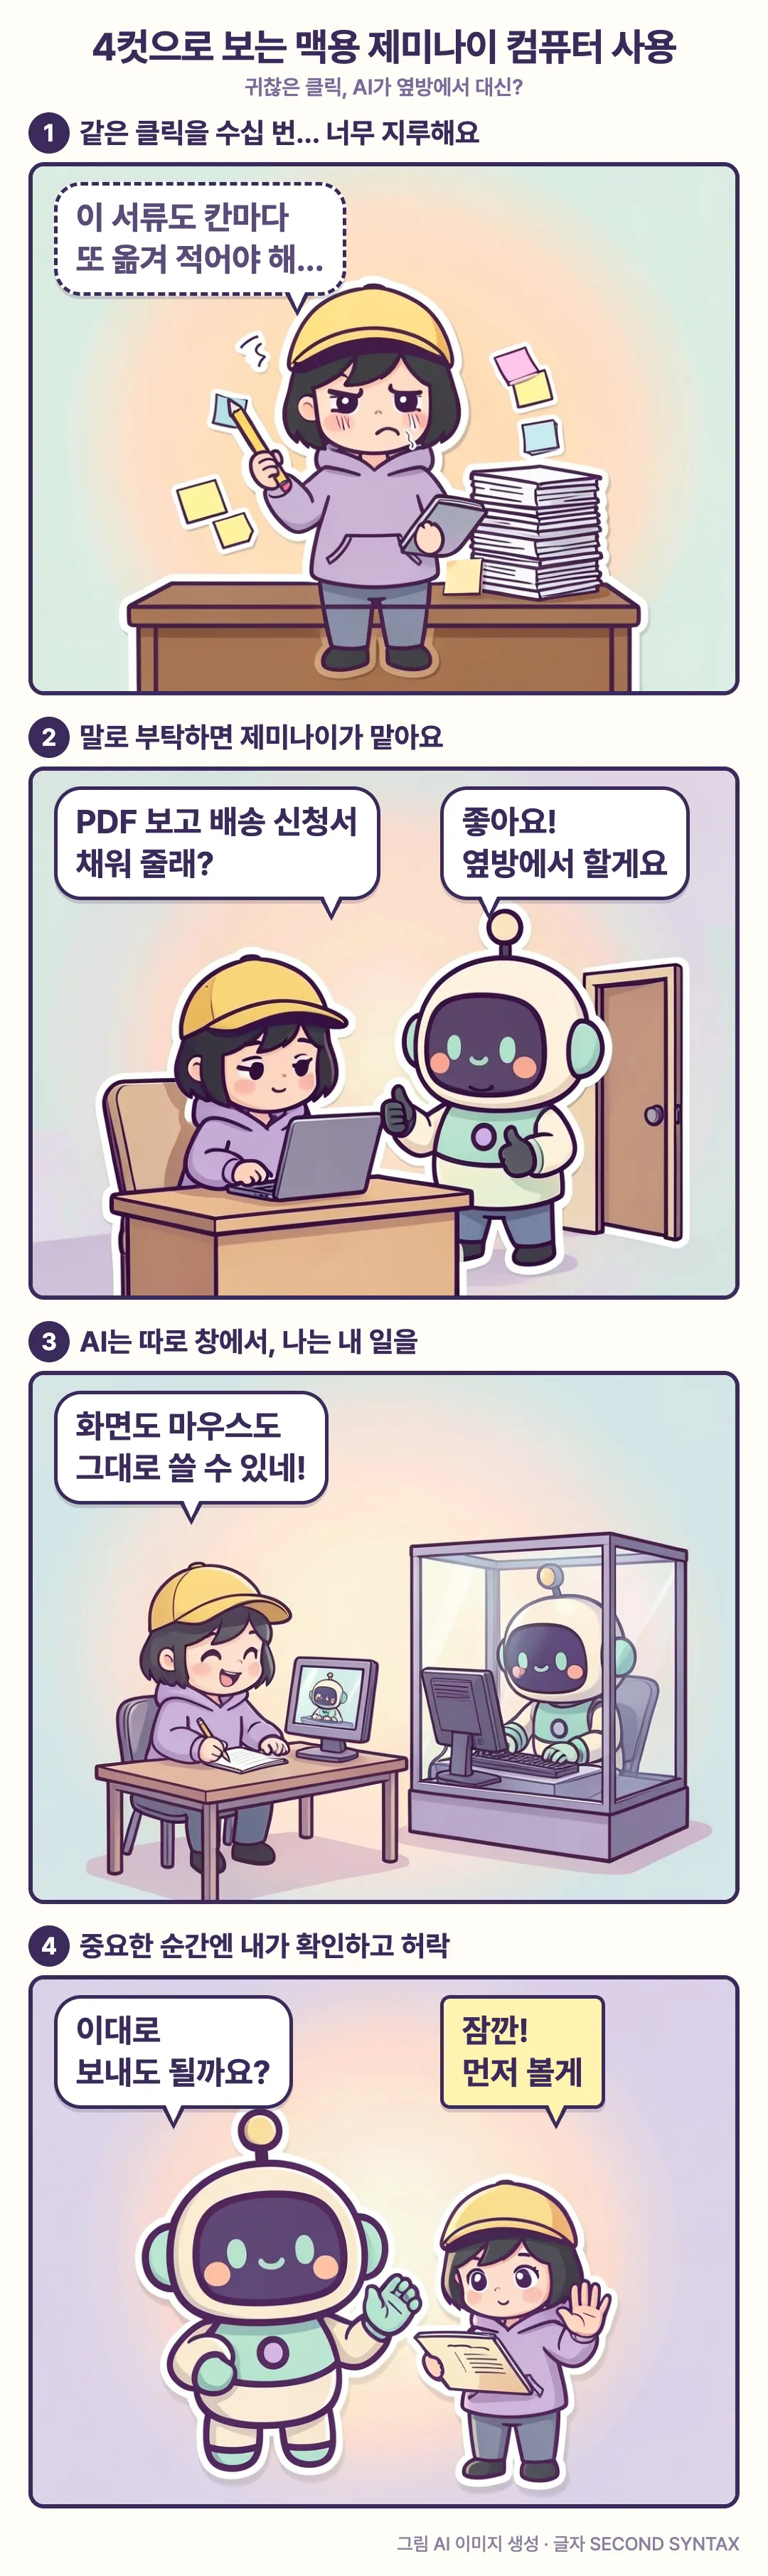 4컷으로 보는 맥용 제미나이 컴퓨터 사용
귀찮은 클릭, AI가 옆방에서 대신?
1 같은 클릭을 수십 번... 너무 지루해요
이 서류도 칸마다
또 옮겨 적어야 해...
2 말로 부탁하면 제미나이가 맡아요
PDF 보고 배송 신청서
채워 줄래?
좋아요!
옆방에서 할게요
3 AI는 따로 창에서, 나는 내 일을
화면도 마우스도
그대로 쓸 수 있네!
4 중요한 순간엔 내가 확인하고 허락
이대로
보내도 될까요?
잠깐!
먼저 볼게
그림 AI 이미지 생성 · 글자 SECOND SYNTAX